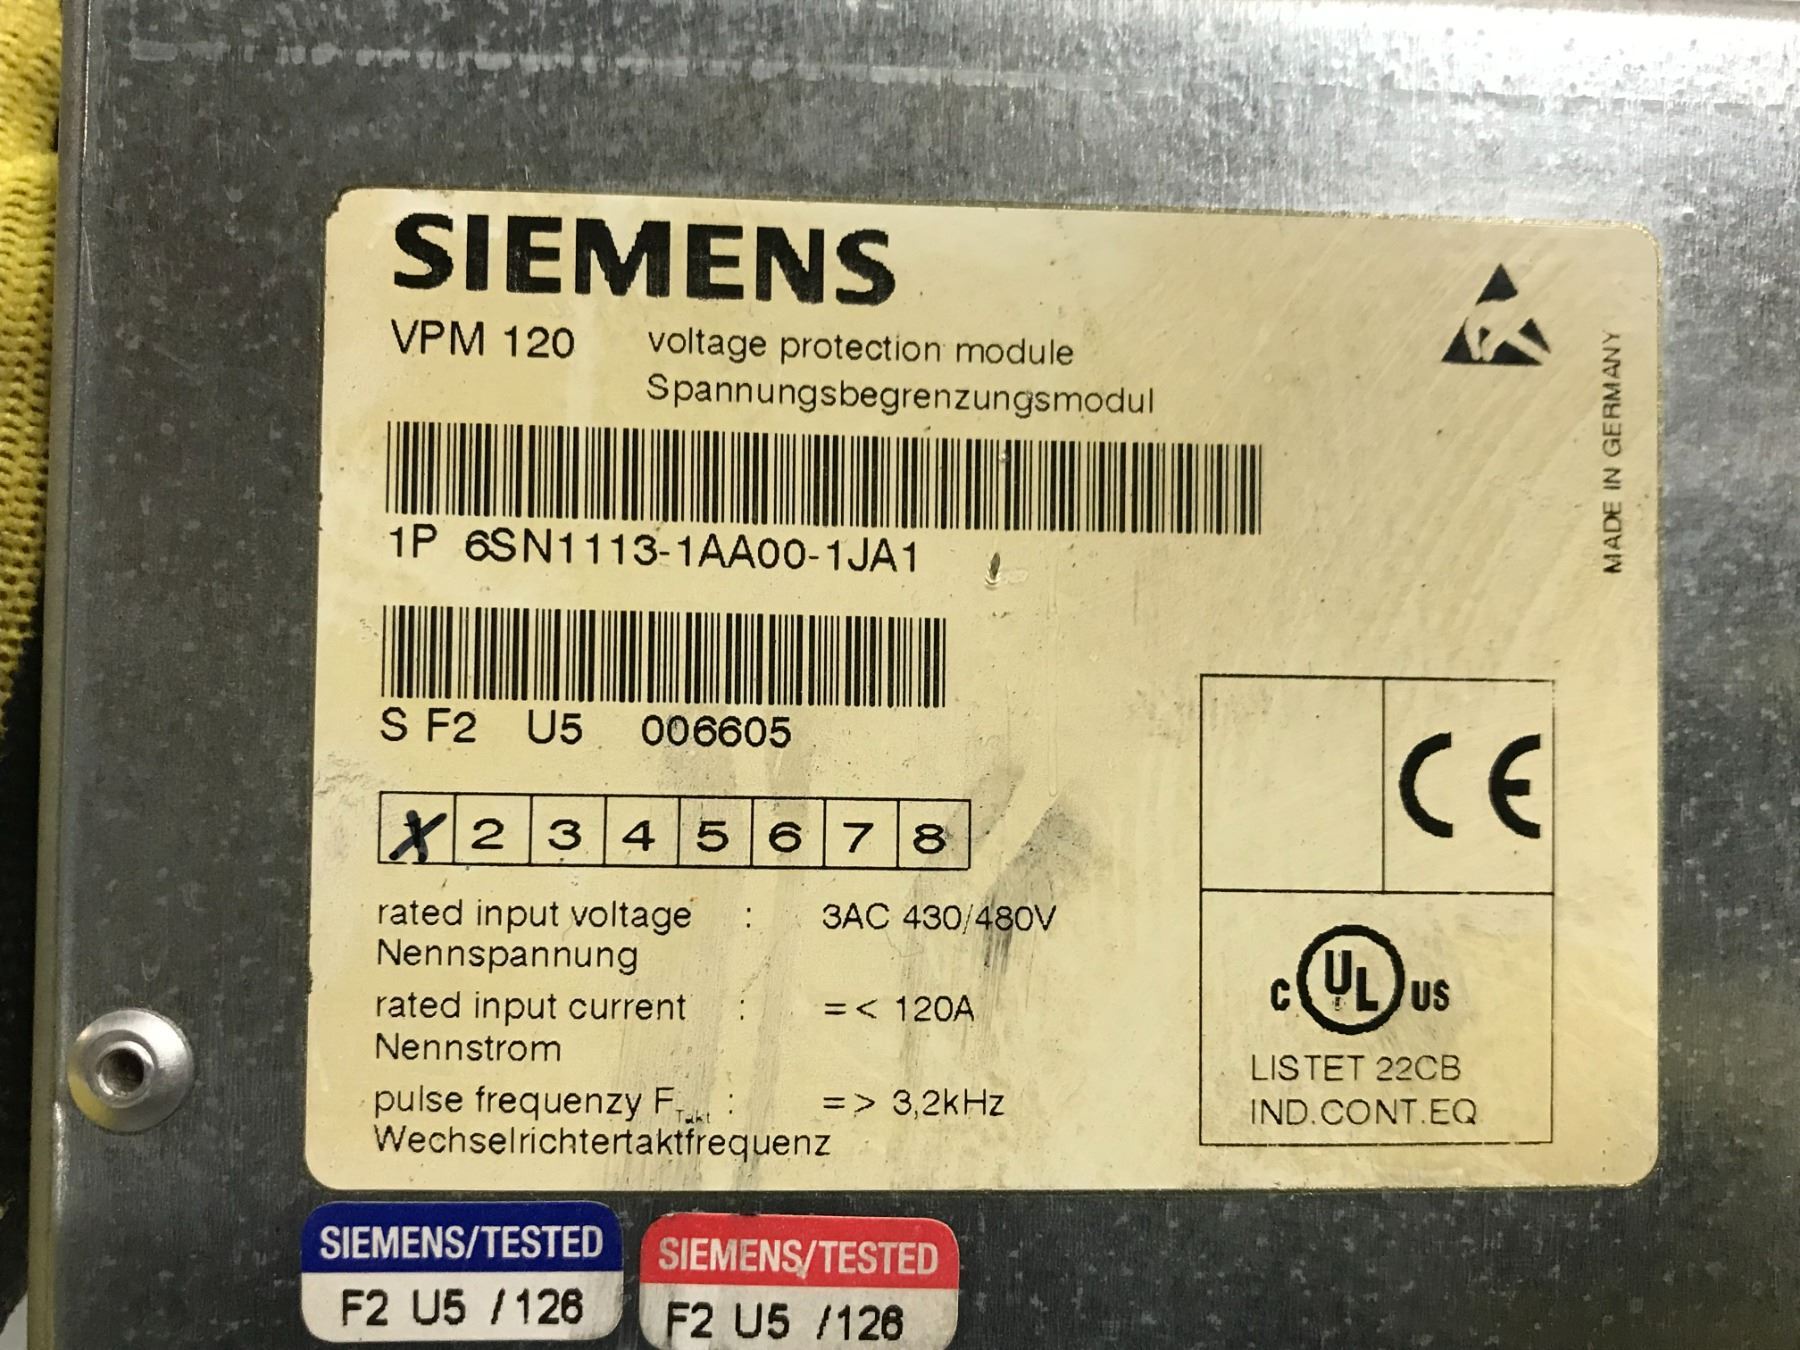 SIEMENS
VPM 120 voltage protection module
Spannungsbegrenzungsmodul
MADE IN GERMANY
1P 6SN1113-1AA00-1JA1
S F2 U5 006605
X 2 3 4 5 6 7 8
CE
rated input voltage : 3AC 430/480V
Nennspannung
rated input current : =< 120A
Nennstrom
pulse frequenzy F Takt : => 3,2kHz
Wechselrichtertaktfrequenz
C UL US
LISTET 22CB
IND.CONT.EQ
SIEMENS/TESTED
F2 U5 /126
SIEMENS/TESTED
F2 U5 /126